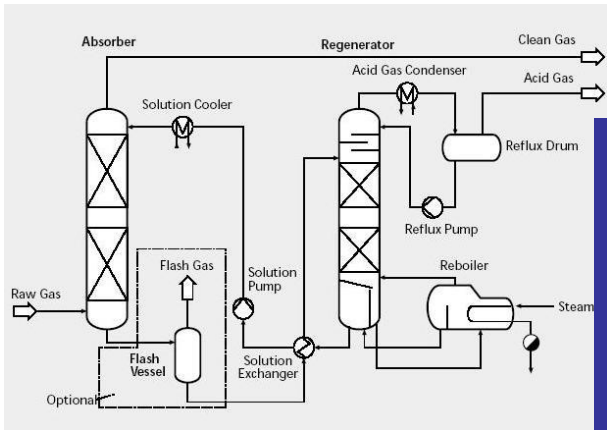 Absorber
Regenerator
Clean Gas
Acid Gas Condenser
Acid Gas
Solution Cooler
Reflux Drum
Reflux Pump
Flash Gas
Solution
Pump
Reboiler
Raw Gas
Steam
Flash
Vessel
Solution
Exchanger
Optional